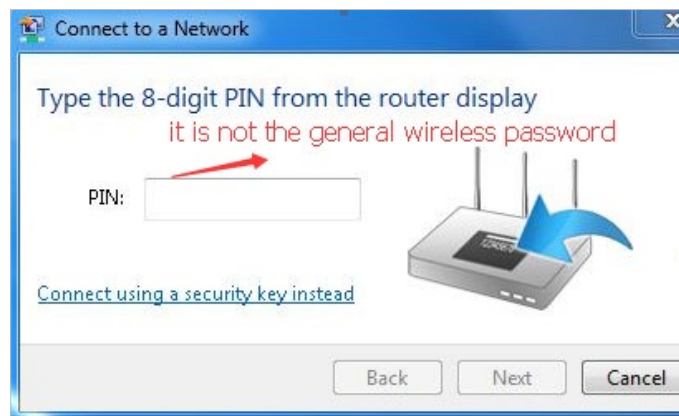 Connect to a Network
Type the 8-digit PIN from the router display
it is not the general wireless password
PIN:
12345670
Connect using a security key instead
Back
Next
Cancel